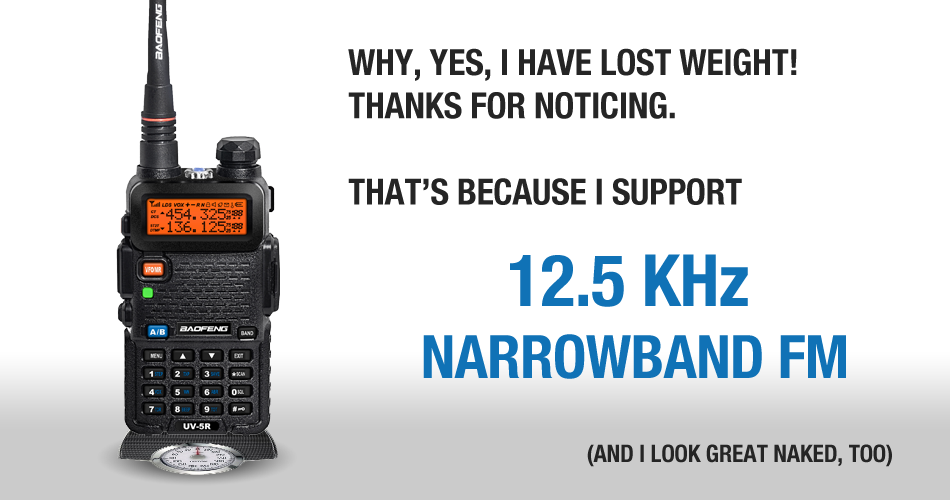 WHY, YES, I HAVE LOST WEIGHT!
THANKS FOR NOTICING.
THAT'S BECAUSE I SUPPORT
12.5 KHz
NARROWBAND FM
(AND I LOOK GREAT NAKED, TOO)
BAOFENG
454.325
136.125
VFO/MR
A/B
BAOFENG
BAND
MENU ▲ ▼ EXIT
1 2 3 *SCAN
4 5 6 0
7 8 9 #
UV-5R